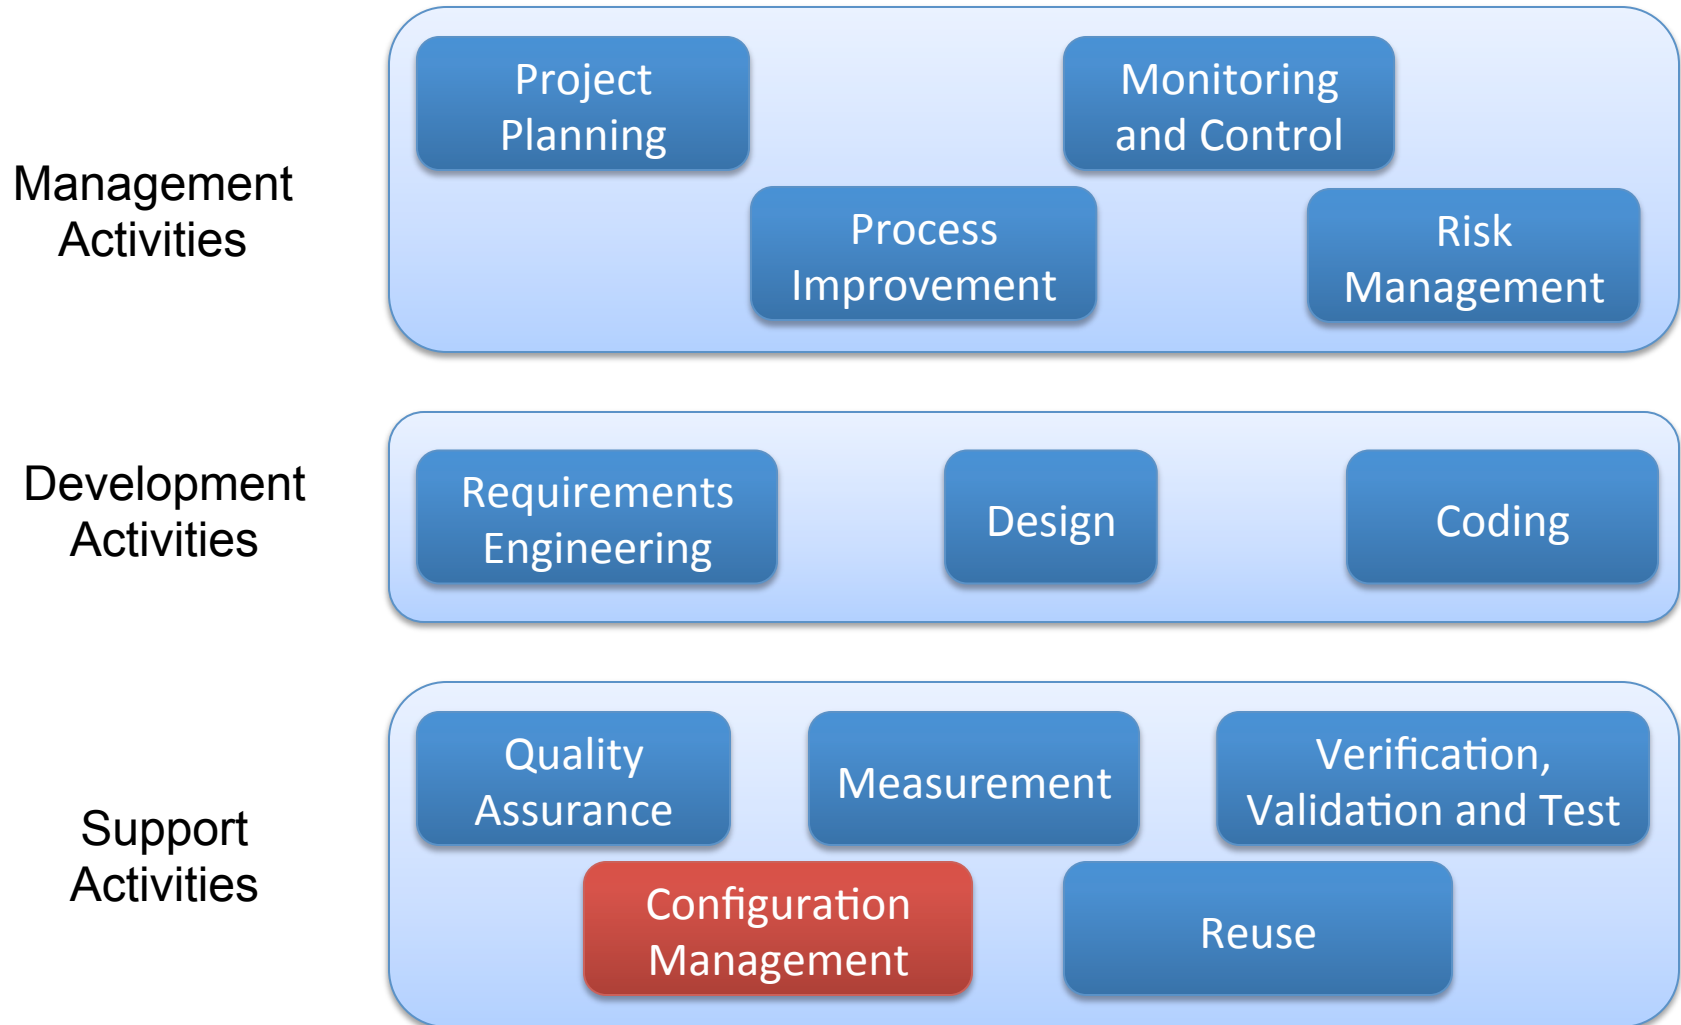 Management
Activities
Project
Planning
Monitoring
and Control
Process
Improvement
Risk
Management
Development
Activities
Requirements
Engineering
Design
Coding
Support
Activities
Quality
Assurance
Measurement
Verification,
Validation and Test
Configuration
Management
Reuse